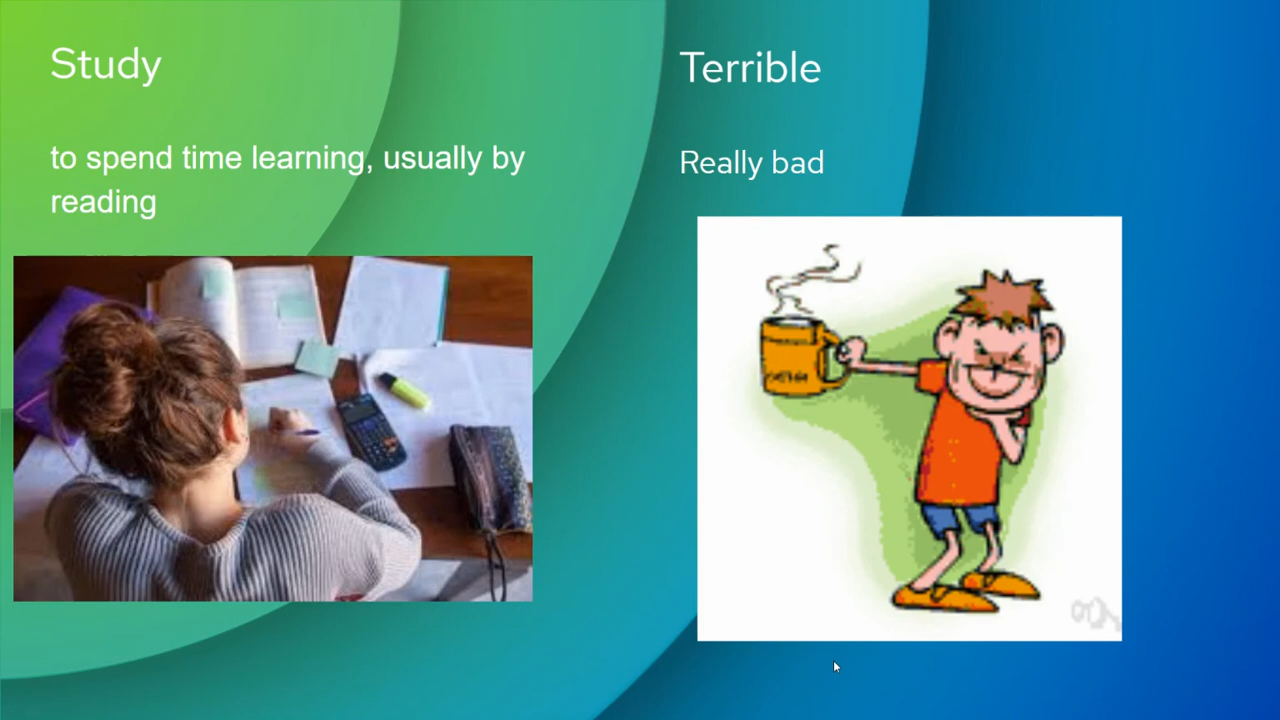 Study
to spend time learning, usually by
reading
Terrible
Really bad